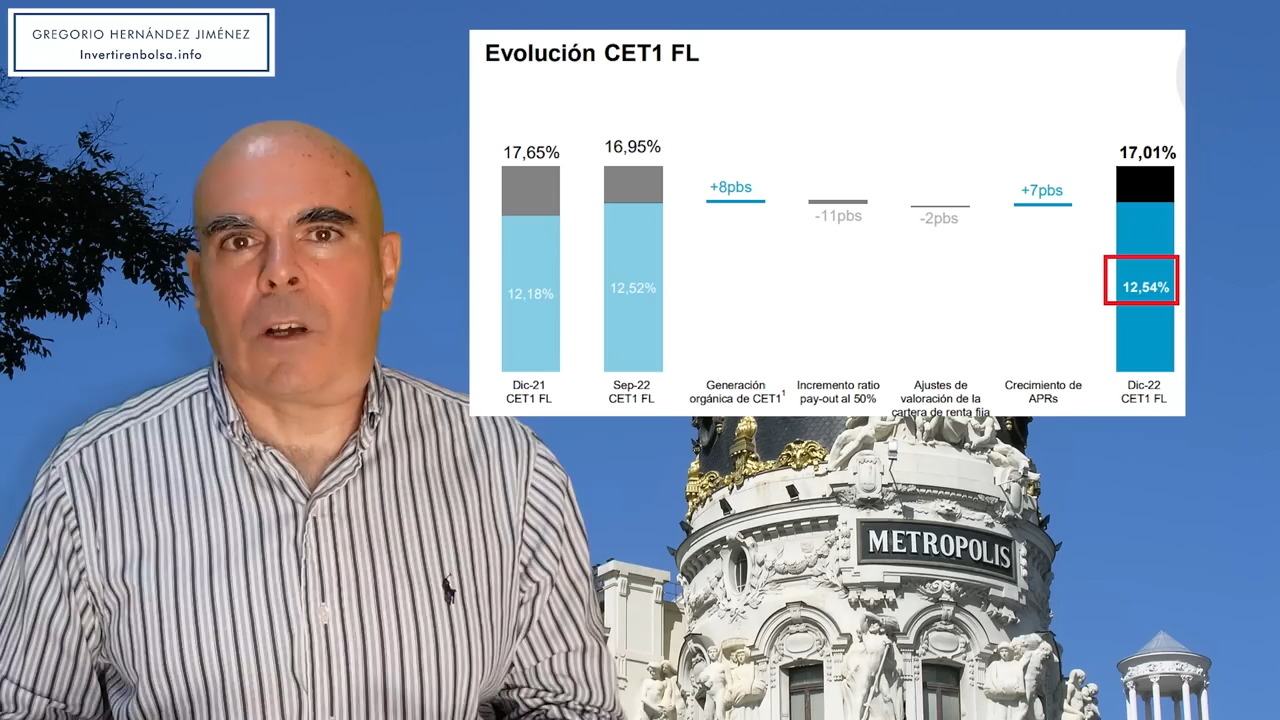 GREGORIO HERNÁNDEZ JIMÉNEZ
Invertirenbolsa.info
Evolución CET1 FL
17,65%
16,95%
17,01%
+8pbs
-11pbs
-2pbs
+7pbs
12,18%
12,52%
12,54%
Dic-21
CET1 FL
Sep-22
CET1 FL
Generación
orgánica de CET1¹
Incremento ratio
pay-out al 50%
Ajustes de
valoración de la
cartera de renta fija
Crecimiento de
APRs
Dic-22
CET1 FL
METROPOLIS